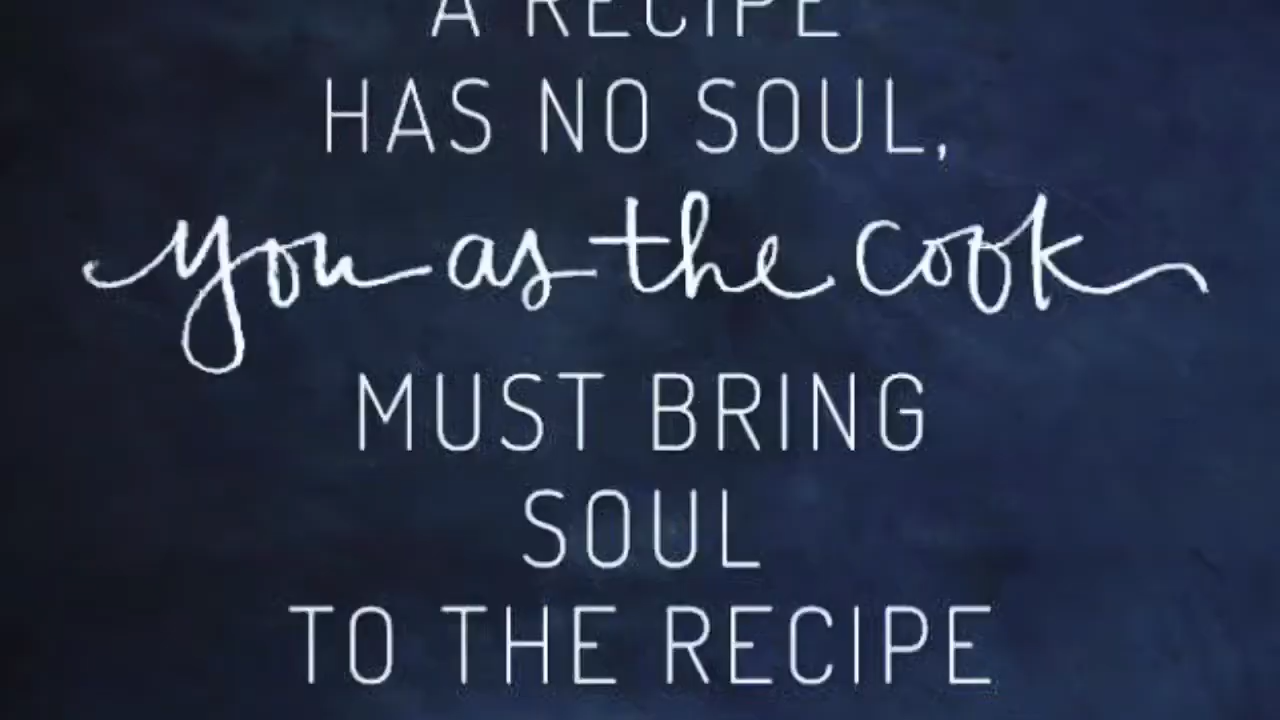 A RECIPE
HAS NO SOUL,
you as the cook
MUST BRING
SOUL
TO THE RECIPE